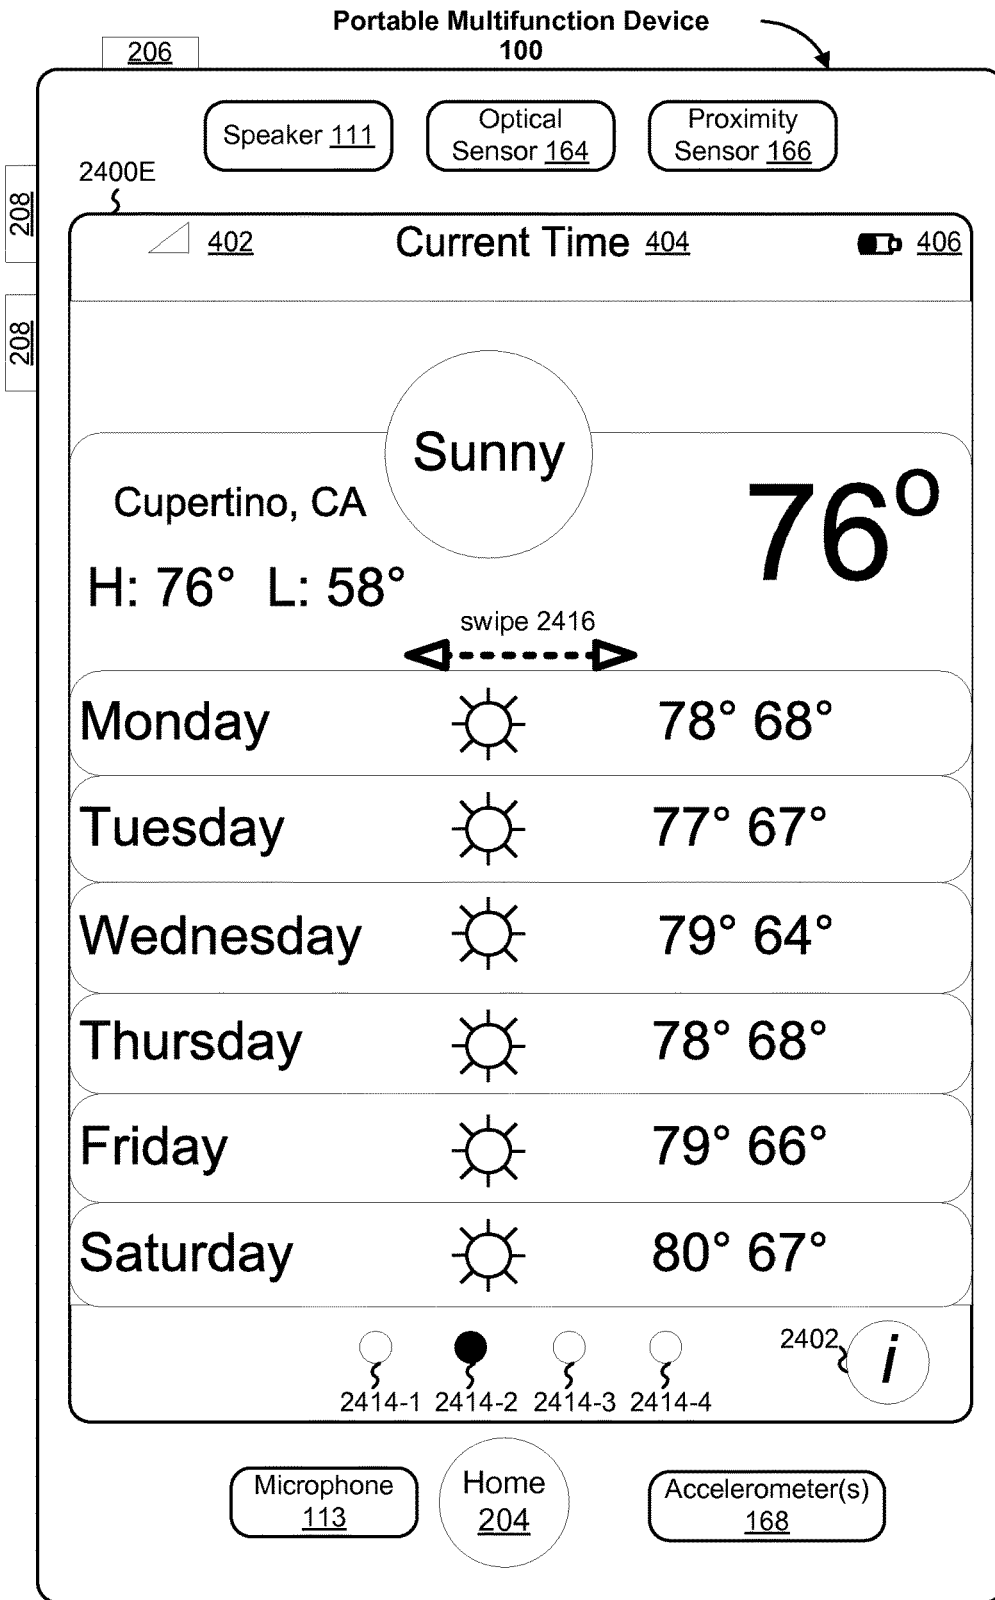 Portable Multifunction Device
100
206
Speaker 111
Optical
Sensor 164
Proximity
Sensor 166
2400E
208
208
402
Current Time 404
406
Sunny
Cupertino, CA
76°
H: 76° L: 58°
swipe 2416
Monday 78° 68°
Tuesday 77° 67°
Wednesday 79° 64°
Thursday 78° 68°
Friday 79° 66°
Saturday 80° 67°
2402
i
2414-1 2414-2 2414-3 2414-4
Microphone
113
Home
204
Accelerometer(s)
168